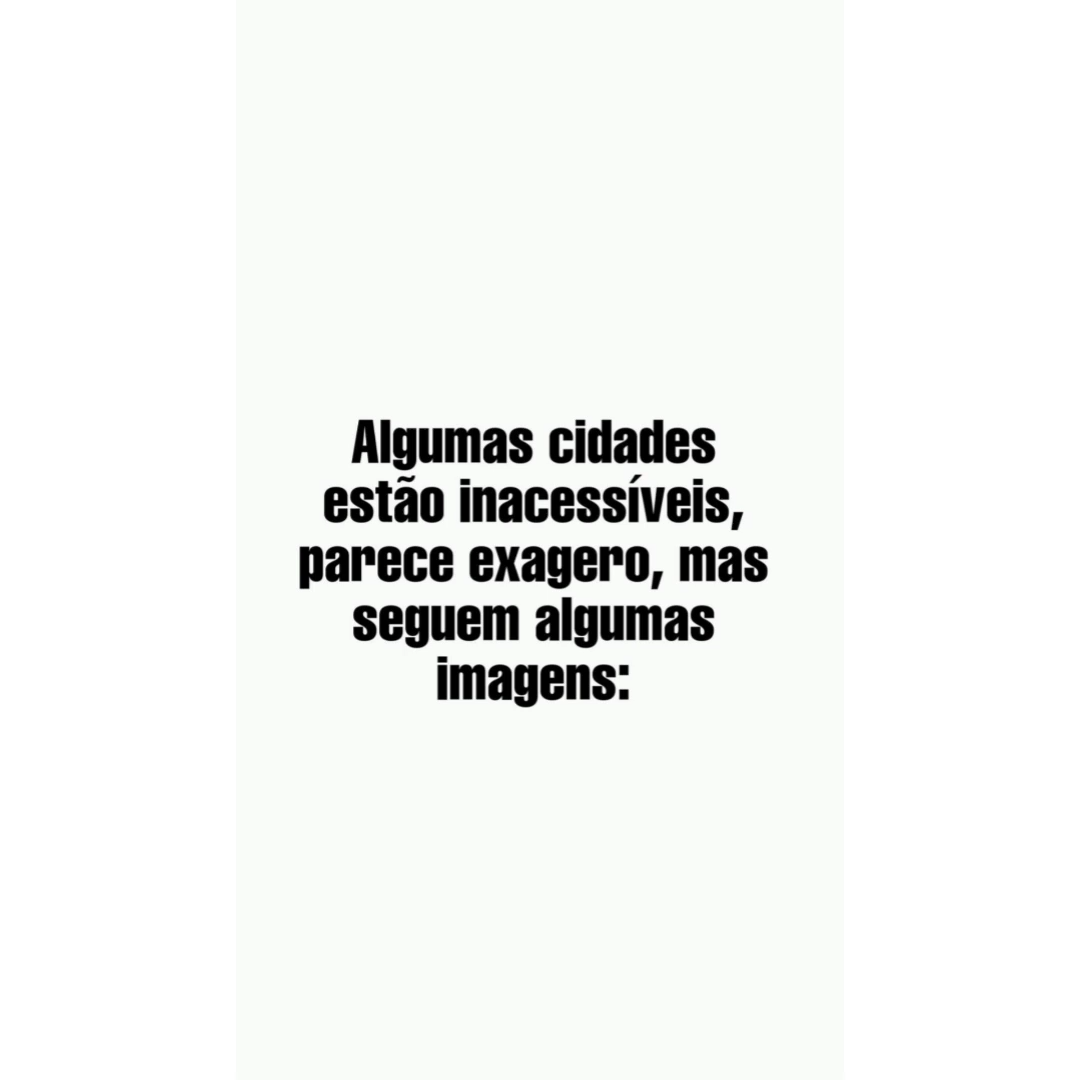 Algumas cidades
estão inacessíveis,
parece exagero, mas
seguem algumas
imagens: